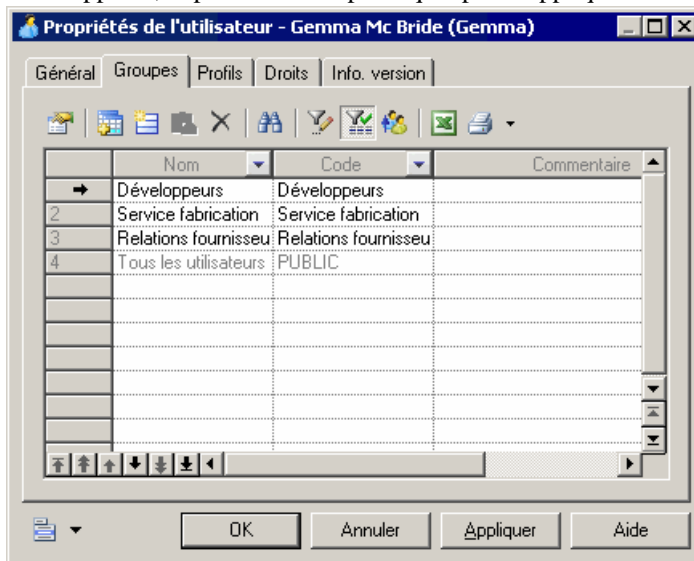 Propriétés de l'utilisateur - Gemma Mc Bride (Gemma)
Général Groupes Profils Droits Info. version
Nom Code Commentaire
Développeurs Développeurs
2 Service fabrication Service fabrication
3 Relations fournisseu Relations fournisseu
4 Tous les utilisateurs PUBLIC
OK Annuler Appliquer Aide